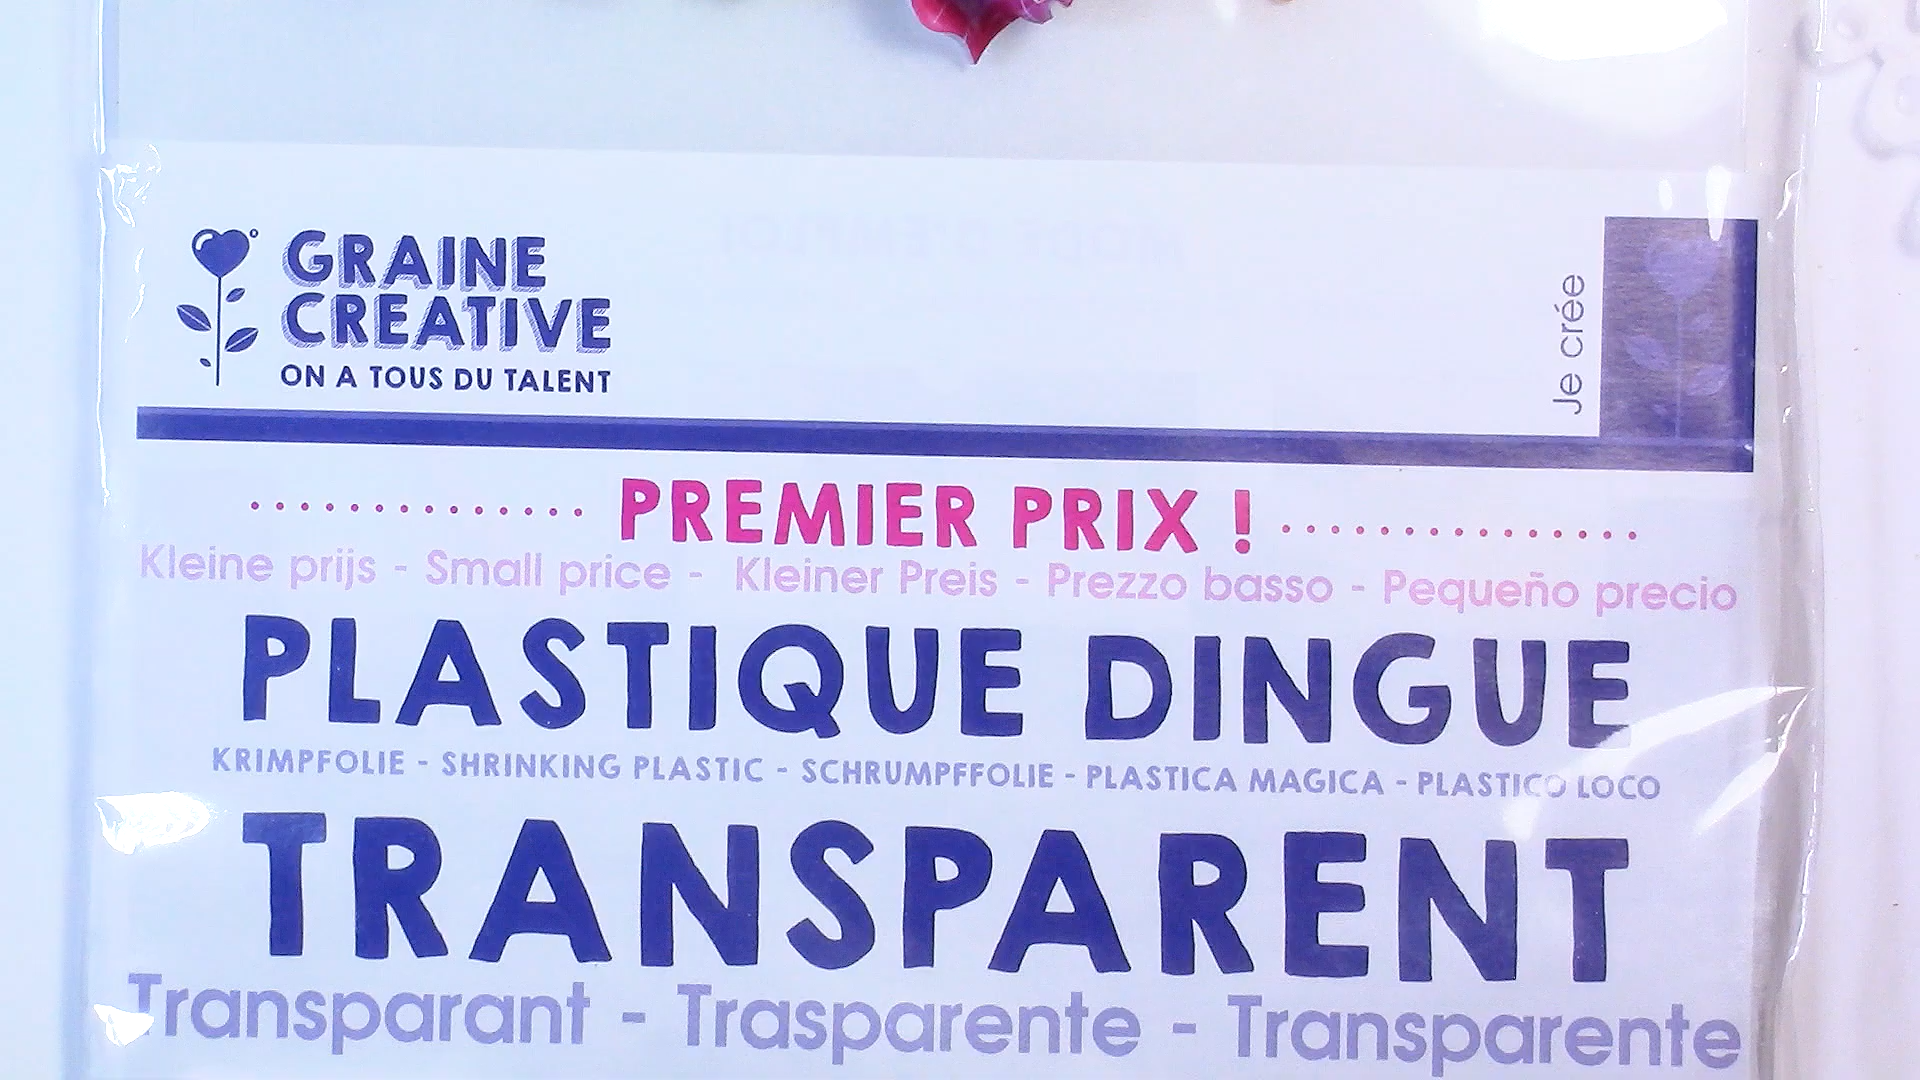 GRAINE
CREATIVE
ON A TOUS DU TALENT
Je crée
PREMIER PRIX !
Kleine prijs - Small price - Kleiner Preis - Prezzo basso - Pequeño precio
PLASTIQUE DINGUE
KRIMPFOLIE - SHRINKING PLASTIC - SCHRUMPFFOLIE - PLASTICA MAGICA - PLASTICO LOCO
TRANSPARENT
Transparant - Trasparente - Transparente